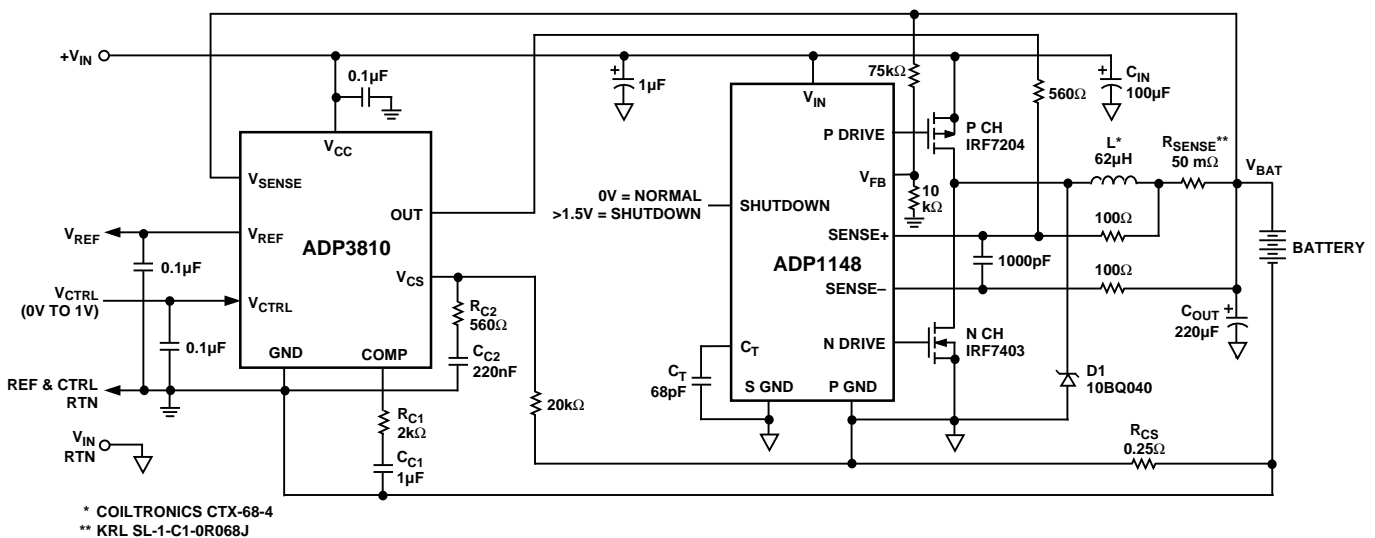 +VIN
0.1µF
1µF
75kΩ
560Ω
CIN
100µF
VIN
VCC
VSENSE
OUT
VREF
VREF
ADP3810
VCS
0.1µF
VCTRL
(0V TO 1V)
VCTRL
RC2
560Ω
0.1µF
GND
COMP
CC2
220nF
REF & CTRL
RTN
RC1
2kΩ
20kΩ
VIN
RTN
CC1
1µF
0V = NORMAL
>1.5V = SHUTDOWN
SHUTDOWN
P DRIVE
P CH
IRF7204
VFB
10
kΩ
L*
62µH
RSENSE**
50 mΩ
VBAT
SENSE+
100Ω
BATTERY
ADP1148
1000pF
SENSE–
100Ω
COUT
220µF
N DRIVE
N CH
IRF7403
CT
CT
68pF
S GND
P GND
D1
10BQ040
RCS
0.25Ω
* COILTRONICS CTX-68-4
** KRL SL-1-C1-0R068J